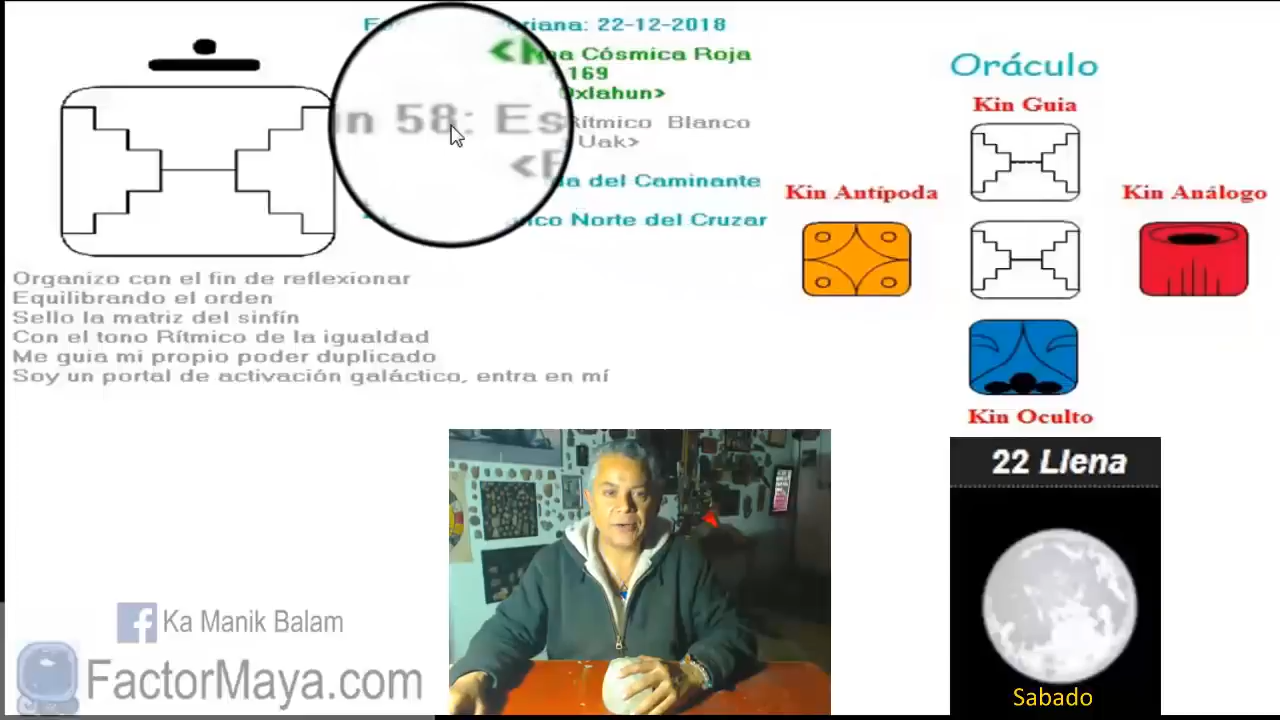 riana: 22-12-2018
na Cósmica Roja
169
Oxlahun>
in 58: Es
Rítmico Blanco
Uak>
<F
a del Caminante
ico Norte del Cruzar
Organizo con el fin de reflexionar
Equilibrando el orden
Sello la matriz del sinfín
Con el tono Rítmico de la igualdad
Me guia mi propio poder duplicado
Soy un portal de activación galáctico, entra en mí
Oráculo
Kin Guia
Kin Antípoda
Kin Análogo
Kin Oculto
22 Llena
Sabado
Ka Manik Balam
FactorMaya.com